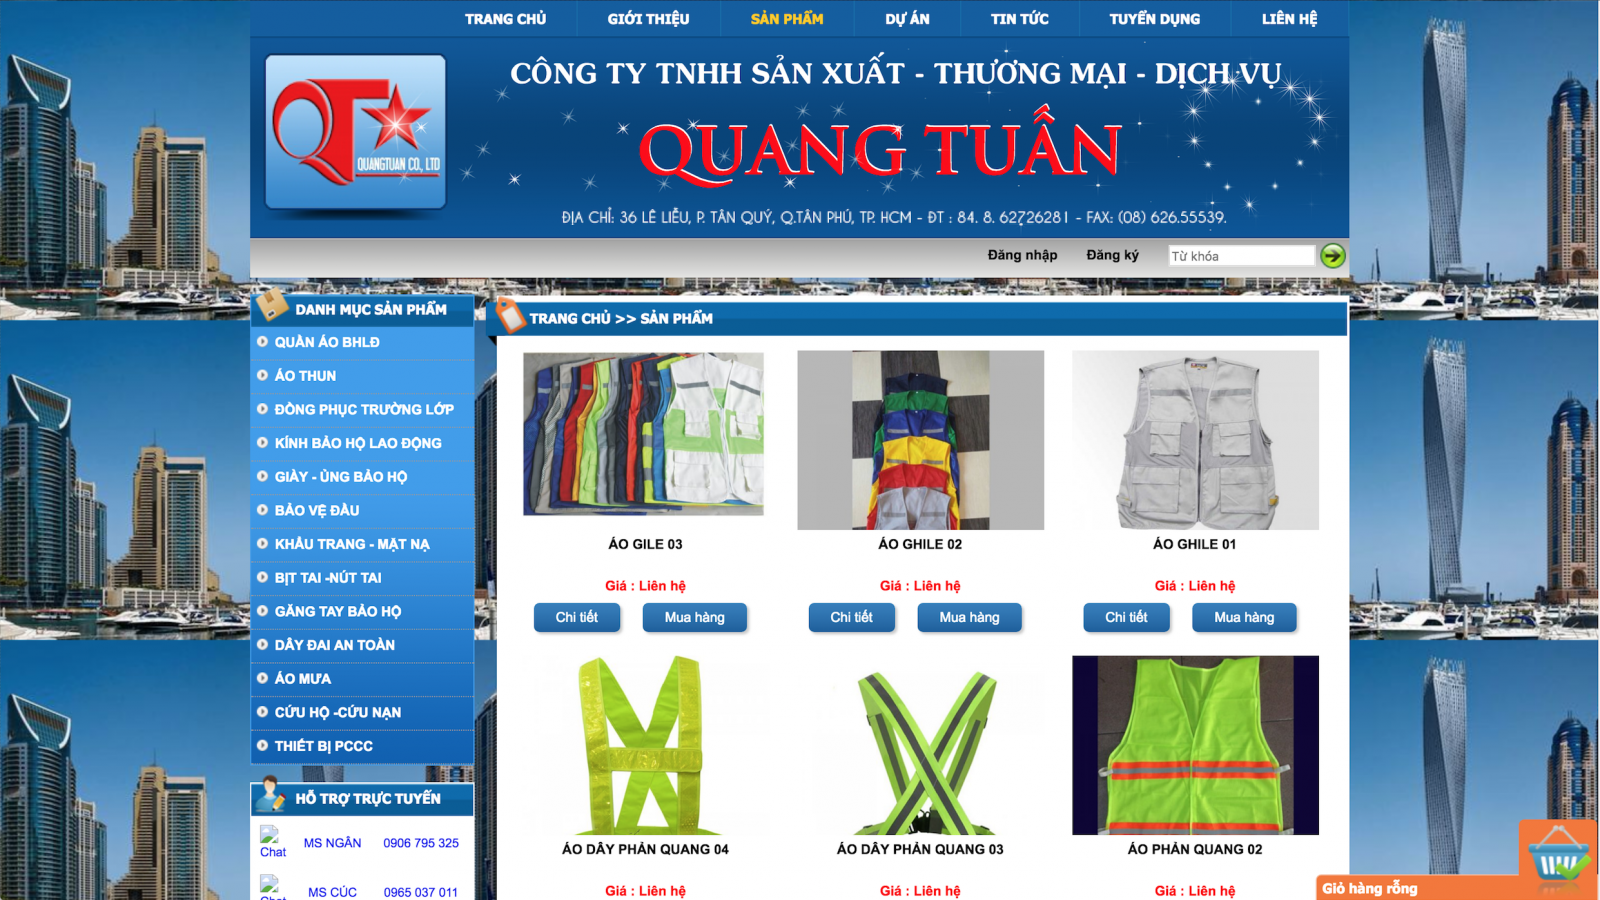 TRANG CHỦ
GIỚI THIỆU
SẢN PHẨM
DỰ ÁN
TIN TỨC
TUYỂN DỤNG
LIÊN HỆ
QT
QUANGTUAN CO., LTD
CÔNG TY TNHH SẢN XUẤT - THƯƠNG MẠI - DỊCH VỤ
QUANG TUẤN
ĐỊA CHỈ: 36 LÊ LIỄU, P. TÂN QUÝ, Q.TÂN PHÚ, TP. HCM - ĐT : 84. 8. 62726281 - FAX: (08) 626.55539.
Đăng nhập
Đăng ký
Từ khóa
DANH MỤC SẢN PHẨM
QUẦN ÁO BHLĐ
ÁO THUN
ĐỒNG PHỤC TRƯỜNG LỚP
KÍNH BẢO HỘ LAO ĐỘNG
GIÀY - ỦNG BẢO HỘ
BẢO VỆ ĐẦU
KHẨU TRANG - MẶT NẠ
BỊT TAI -NÚT TAI
GĂNG TAY BẢO HỘ
DÂY ĐAI AN TOÀN
ÁO MƯA
CỨU HỘ -CỨU NẠN
THIẾT BỊ PCCC
HỖ TRỢ TRỰC TUYẾN
Chat MS NGÂN 0906 795 325
Chat MS CÚC 0965 037 011
TRANG CHỦ >> SẢN PHẨM
ÁO GILE 03
Giá : Liên hệ
Chi tiết
Mua hàng
ÁO GHILE 02
Giá : Liên hệ
Chi tiết
Mua hàng
ÁO GHILE 01
Giá : Liên hệ
Chi tiết
Mua hàng
ÁO DÂY PHẢN QUANG 04
Giá : Liên hệ
ÁO DÂY PHẢN QUANG 03
Giá : Liên hệ
ÁO PHẢN QUANG 02
Giá : Liên hệ
Giỏ hàng rỗng